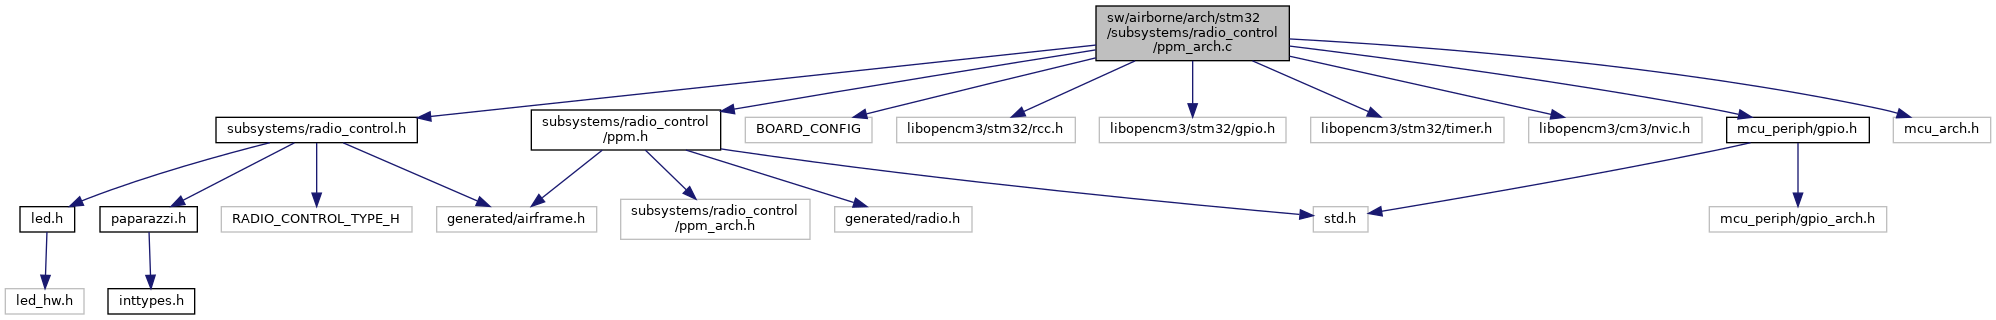 sw/airborne/arch/stm32
/subsystems/radio_control
/ppm_arch.c
subsystems/radio_control.h
subsystems/radio_control
/ppm.h
BOARD_CONFIG
libopencm3/stm32/rcc.h
libopencm3/stm32/gpio.h
libopencm3/stm32/timer.h
libopencm3/cm3/nvic.h
mcu_periph/gpio.h
mcu_arch.h
led.h
paparazzi.h
RADIO_CONTROL_TYPE_H
generated/airframe.h
subsystems/radio_control
/ppm_arch.h
generated/radio.h
std.h
mcu_periph/gpio_arch.h
led_hw.h
inttypes.h